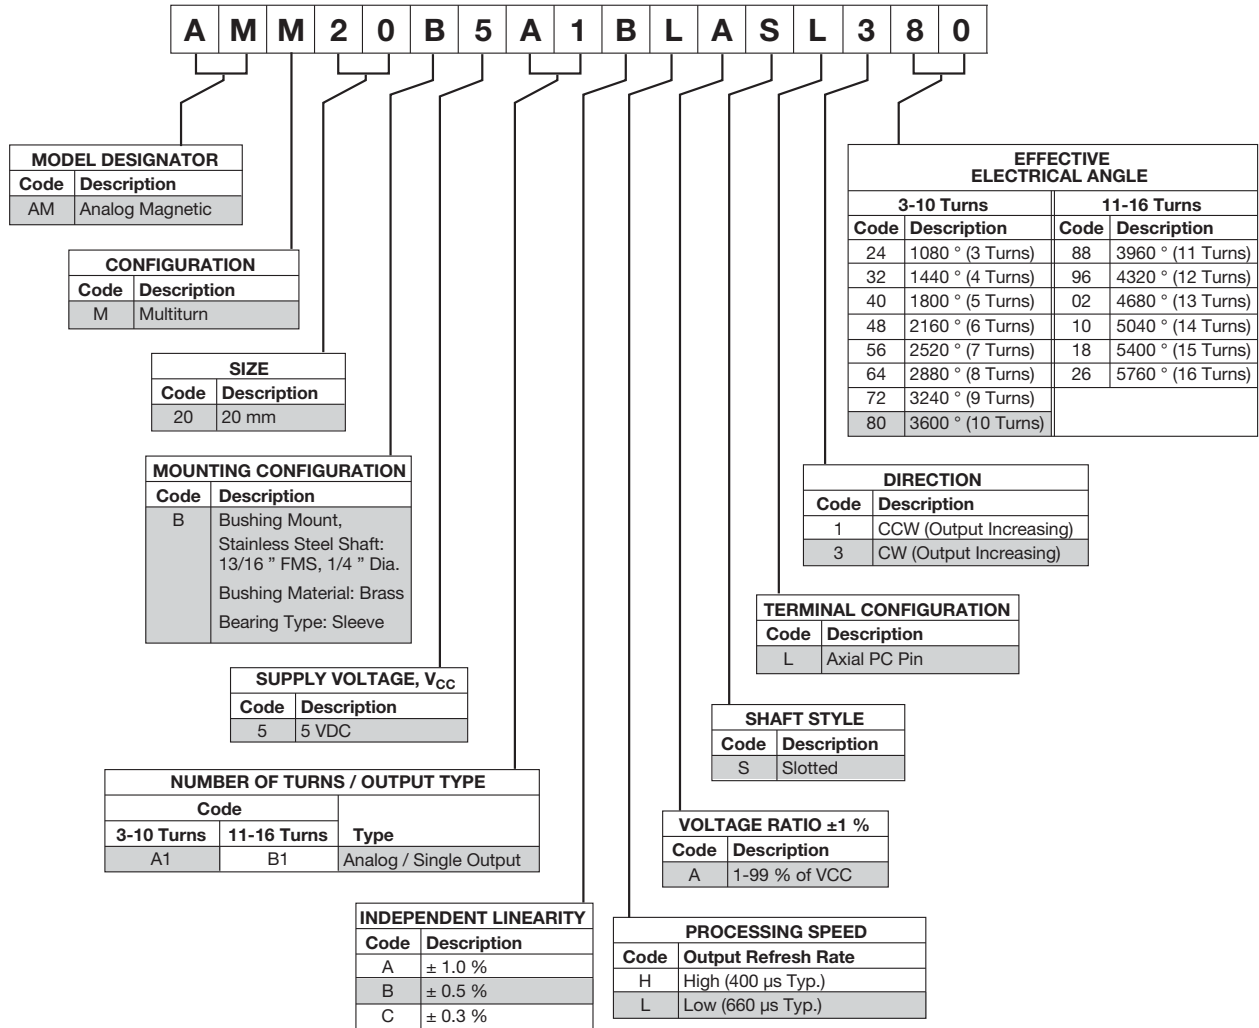 A M M 2 0 B 5 A 1 B L A S L 3 8 0
MODEL DESIGNATOR
Code Description
AM Analog Magnetic
CONFIGURATION
Code Description
M Multiturn
SIZE
Code Description
20 20 mm
MOUNTING CONFIGURATION
Code Description
B Bushing Mount,
Stainless Steel Shaft:
13/16 " FMS, 1/4 " Dia.
Bushing Material: Brass
Bearing Type: Sleeve
SUPPLY VOLTAGE, VCC
Code Description
5 5 VDC
NUMBER OF TURNS / OUTPUT TYPE
Code
3-10 Turns 11-16 Turns Type
A1 B1 Analog / Single Output
INDEPENDENT LINEARITY
Code Description
A ± 1.0 %
B ± 0.5 %
C ± 0.3 %
PROCESSING SPEED
Code Output Refresh Rate
H High (400 µs Typ.)
L Low (660 µs Typ.)
VOLTAGE RATIO ±1 %
Code Description
A 1-99 % of VCC
SHAFT STYLE
Code Description
S Slotted
TERMINAL CONFIGURATION
Code Description
L Axial PC Pin
DIRECTION
Code Description
1 CCW (Output Increasing)
3 CW (Output Increasing)
EFFECTIVE
ELECTRICAL ANGLE
3-10 Turns 11-16 Turns
Code Description Code Description
24 1080 ° (3 Turns) 88 3960 ° (11 Turns)
32 1440 ° (4 Turns) 96 4320 ° (12 Turns)
40 1800 ° (5 Turns) 02 4680 ° (13 Turns)
48 2160 ° (6 Turns) 10 5040 ° (14 Turns)
56 2520 ° (7 Turns) 18 5400 ° (15 Turns)
64 2880 ° (8 Turns) 26 5760 ° (16 Turns)
72 3240 ° (9 Turns)
80 3600 ° (10 Turns)